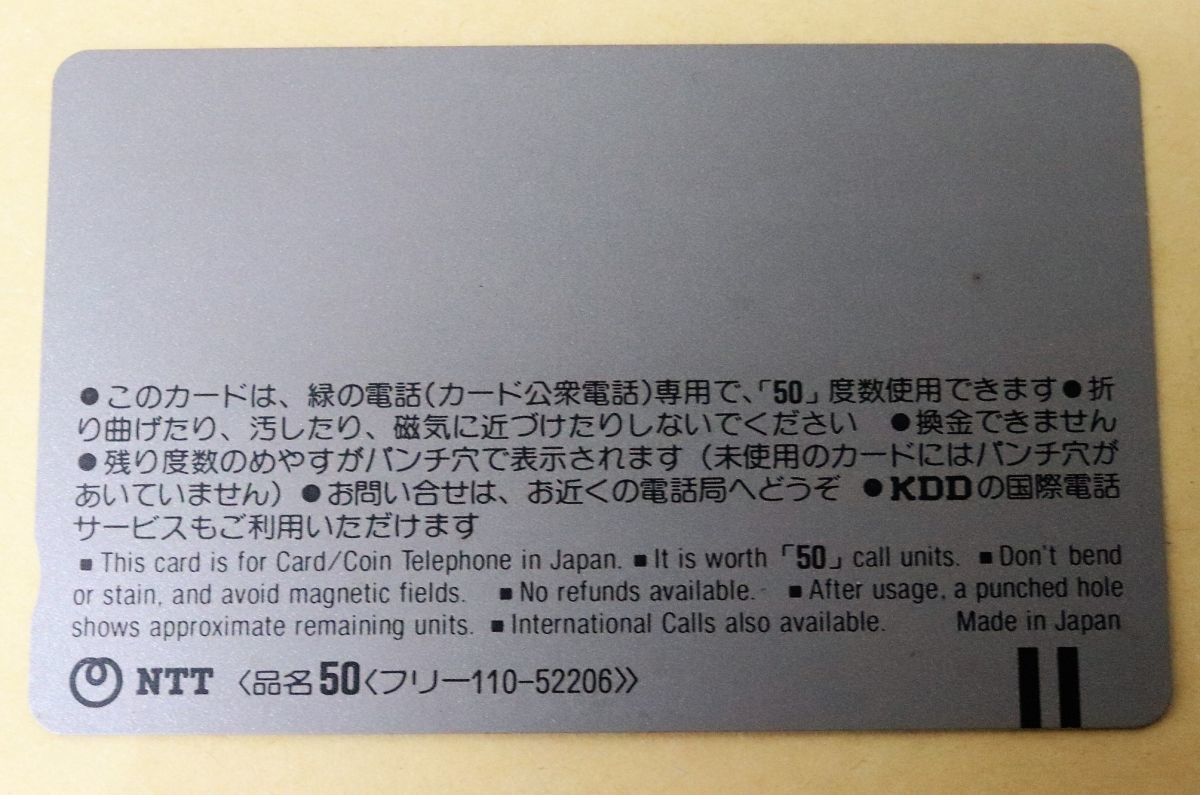 ●このカードは、緑の電話(カード公衆電話)専用で、「50」度数使用できます●折
り曲げたり、汚したり、磁気に近づけたりしないでください ●換金できません
●残り度数のめやすがパンチ穴で表示されます(未使用のカードにはパンチ穴が
あいていません)●お問い合せは、お近くの電話局へどうぞ ●KDDの国際電話
サービスもご利用いただけます
■This card is for Card/Coin Telephone in Japan. ■It is worth「50」call units. ■Don't bend
or stain, and avoid magnetic fields. ■No refunds available. ■After usage, a punched hole
shows approximate remaining units. ■International Calls also available. Made in Japan
NTT 〈品名50〈フリー110-52206〉〉